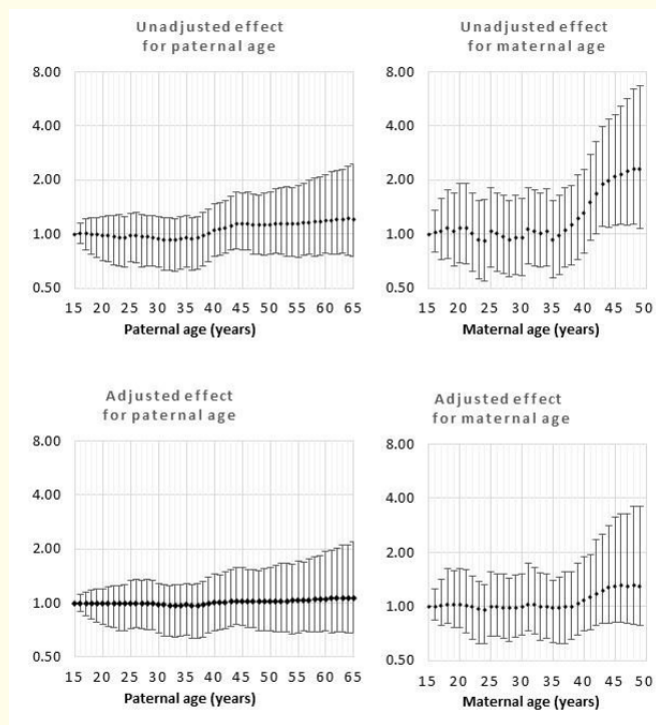 Unadjusted effect
for paternal age
8.00
4.00
2.00
1.00
0.50
15 20 25 30 35 40 45 50 55 60 65
Paternal age (years)
Unadjusted effect
for maternal age
8.00
4.00
2.00
1.00
0.50
15 20 25 30 35 40 45 50
Maternal age (years)
Adjusted effect
for paternal age
8.00
4.00
2.00
1.00
0.50
15 20 25 30 35 40 45 50 55 60 65
Paternal age (years)
Adjusted effect
for maternal age
8.00
4.00
2.00
1.00
0.50
15 20 25 30 35 40 45 50
Maternal age (years)